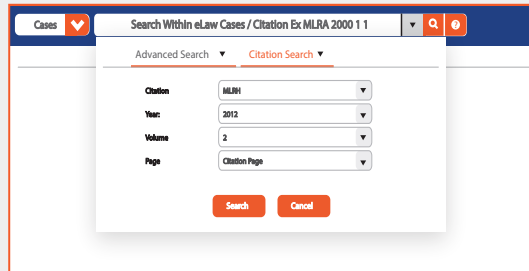 Cases Search Within eLaw Cases / Citation Ex MLRA 2000 1 1
Advanced Search Citation Search
Citation MLRH
Year: 2012
Volume 2
Page Citation Page
Search Cancel